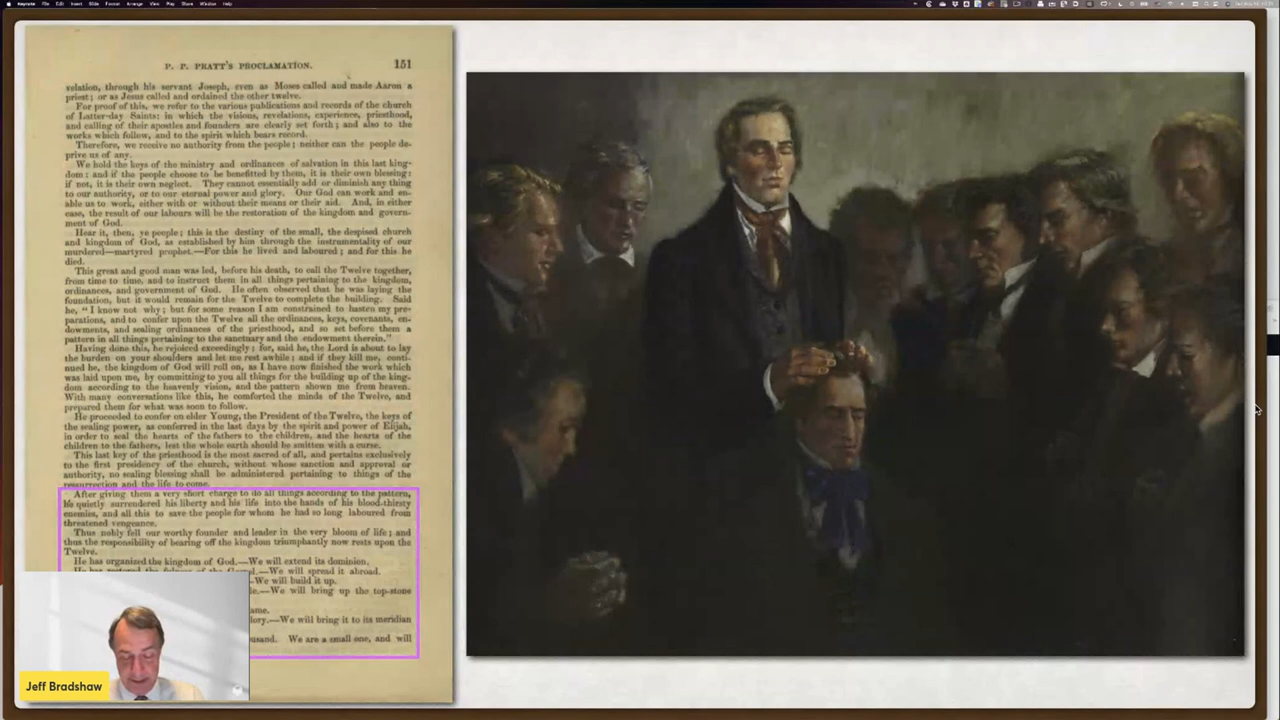 P. P. PRATT'S PROCLAMATION. 151
velation, through his servant Joseph, even as Moses called and made Aaron a
priest; or as Jesus called and ordained the other twelve.
For proof of this, we refer to the various publications and records of the church
of Latter-day Saints: in which the visions, revelations, experience, priesthood,
and calling of their apostles and founders are clearly set forth; and also to the
works which follow, and to the spirit which bears record.
Therefore, we receive no authority from the people; neither can the people de-
prive us of any.
We hold the keys of the ministry and ordinances of salvation in this last king-
dom; and if the people choose to be benefitted by them, it is their own blessing:
if not, it is their own neglect. They cannot essentially add or diminish any thing
to our authority, or to our eternal power and glory. Our God can work and en-
able us to work, either with or without their means or their aid. And, in either
case, the result of our labours will be the restoration of the kingdom and govern-
ment of God.
Hear it, then, ye people; this is the destiny of the small, the despised church
and kingdom of God, as established by him through the instrumentality of our
murdered—martyred prophet.—For this he lived and laboured; and for this he
died.
This great and good man was led, before his death, to call the Twelve together,
from time to time, and to instruct them in all things pertaining to the kingdom,
ordinances, and government of God. He often observed that he was laying the
foundation, but it would remain for the Twelve to complete the building. Said
he, "I know not why; but for some reason I am constrained to hasten my pre-
parations, and to confer upon the Twelve all the ordinances, keys, covenants, en-
dowments, and sealing ordinances of the priesthood, and so set before them a
pattern in all things pertaining to the sanctuary and the endowment therein."
Having done this, he rejoiced exceedingly; for, said he, the Lord is about to lay
the burden on your shoulders and let me rest awhile; and if they kill me, conti-
nued he, the kingdom of God will roll on, as I have now finished the work which
was laid upon me, by committing to you all things for the building up of the king-
dom according to the heavenly vision, and the pattern shown me from heaven.
With many conversations like this, he comforted the minds of the Twelve, and
prepared them for what was soon to follow.
He proceeded to confer on elder Young, the President of the Twelve, the keys of
the sealing power, as conferred in the last days by the spirit and power of Elijah,
in order to seal the hearts of the fathers to the children, and the hearts of the
children to the fathers, lest the whole earth should be smitten with a curse.
This last key of the priesthood is the most sacred of all, and pertains exclusively
to the first presidency of the church, without whose sanction and approval or
authority, no sealing blessing shall be administered pertaining to things of the
resurrection and the life to come.
After giving them a very short charge to do all things according to the pattern,
he quietly surrendered his liberty and his life into the hands of his blood-thirsty
enemies, and all this to save the people for whom he had so long laboured from
threatened vengeance.
Thus nobly fell our worthy founder and leader in the very bloom of life; and
thus the responsibility of bearing off the kingdom triumphantly now rests upon the
Twelve.
He has organized the kingdom of God.—We will extend its dominion.
He has restored the fulness of the Gospel.—We will spread it abroad.
—We will build it up.
—We will bring up the top-stone
—We will bring it to its meridian
We are a small one, and will
Jeff Bradshaw